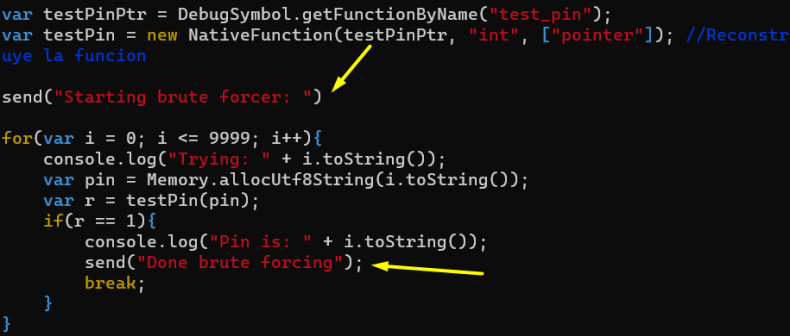 var testPinPtr = DebugSymbol.getFunctionByName("test_pin");
var testPin = new NativeFunction(testPinPtr, "int", ["pointer"]); //Reconstr
uye la funcion
send("Starting brute forcer: ")
for(var i = 0; i <= 9999; i++){
    console.log("Trying: " + i.toString());
    var pin = Memory.allocUtf8String(i.toString());
    var r = testPin(pin);
    if(r == 1){
        console.log("Pin is: " + i.toString());
        send("Done brute forcing");
        break;
    }
}